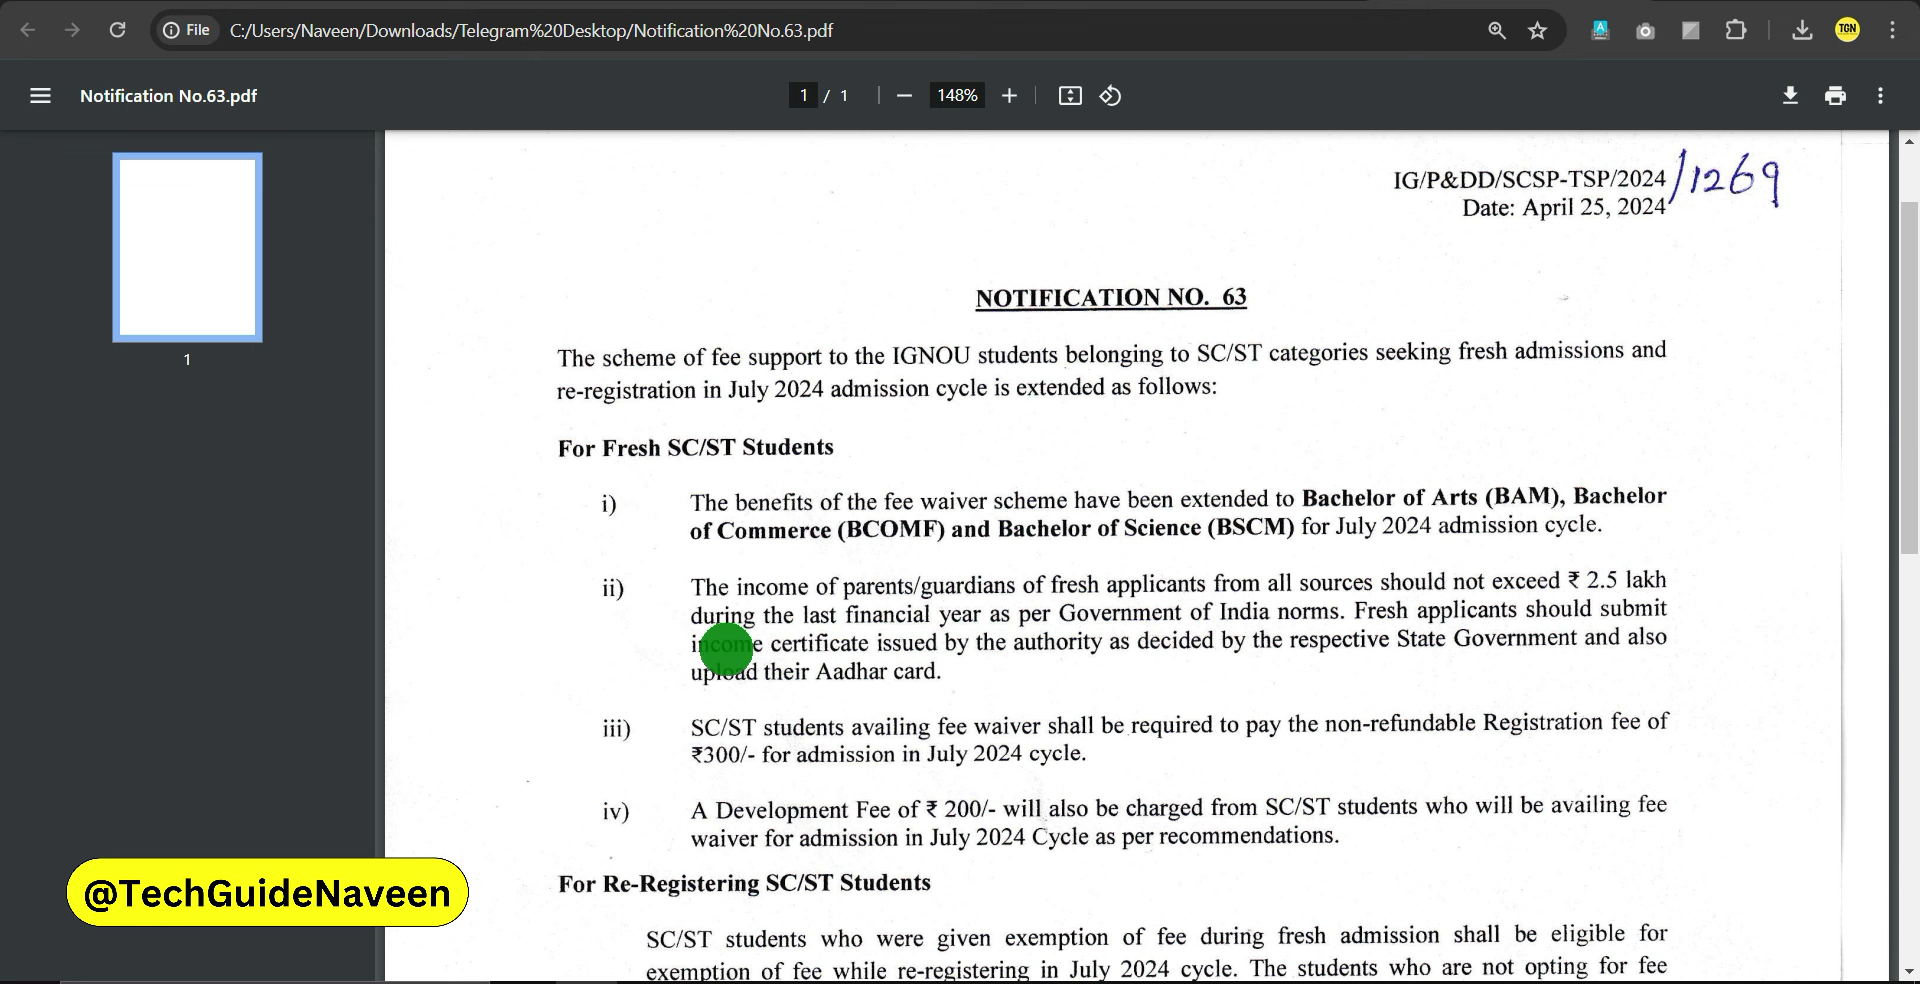 File
C:/Users/Naveen/Downloads/Telegram%20Desktop/Notification%20No.63.pdf
TGN
Notification No.63.pdf
1 / 1
148%
1
IG/P&DD/SCSP-TSP/2024/1269
Date: April 25, 2024
NOTIFICATION NO. 63
The scheme of fee support to the IGNOU students belonging to SC/ST categories seeking fresh admissions and
re-registration in July 2024 admission cycle is extended as follows:
For Fresh SC/ST Students
i) The benefits of the fee waiver scheme have been extended to Bachelor of Arts (BAM), Bachelor
of Commerce (BCOMF) and Bachelor of Science (BSCM) for July 2024 admission cycle.
ii) The income of parents/guardians of fresh applicants from all sources should not exceed ₹ 2.5 lakh
during the last financial year as per Government of India norms. Fresh applicants should submit
income certificate issued by the authority as decided by the respective State Government and also
upload their Aadhar card.
iii) SC/ST students availing fee waiver shall be required to pay the non-refundable Registration fee of
₹300/- for admission in July 2024 cycle.
iv) A Development Fee of ₹ 200/- will also be charged from SC/ST students who will be availing fee
waiver for admission in July 2024 Cycle as per recommendations.
For Re-Registering SC/ST Students
SC/ST students who were given exemption of fee during fresh admission shall be eligible for
exemption of fee while re-registering in July 2024 cycle. The students who are not opting for fee
@TechGuideNaveen